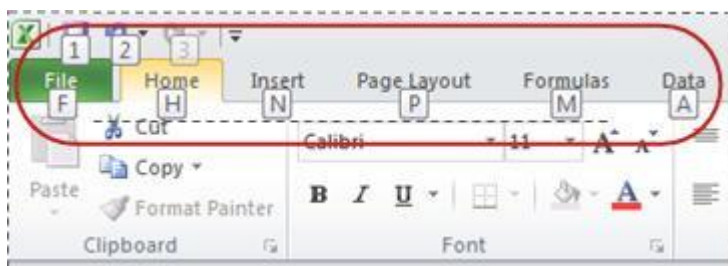 1 2 3
File Home Insert Page Layout Formulas Data
F H N P M A
Cut Calibri 11 A A
Copy
Paste B I U A
Format Painter
Clipboard Font